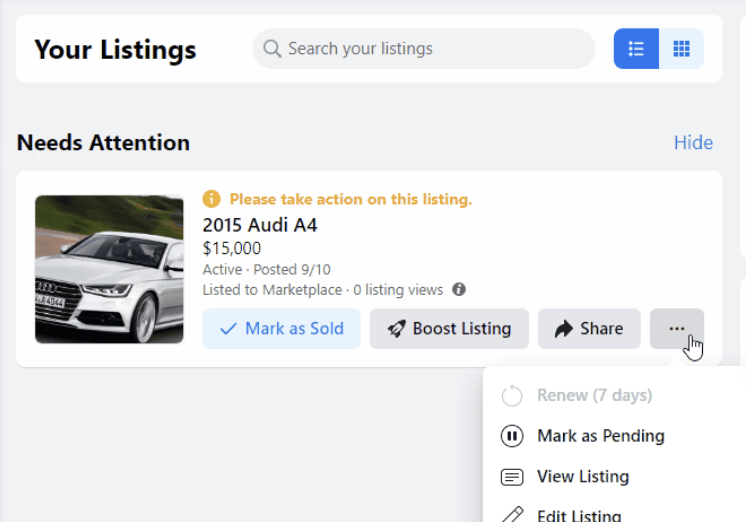 Your Listings
Search your listings
Needs Attention
Hide
Please take action on this listing.
2015 Audi A4
$15,000
Active · Posted 9/10
Listed to Marketplace · 0 listing views
Mark as Sold
Boost Listing
Share
Renew (7 days)
Mark as Pending
View Listing
Edit Listing